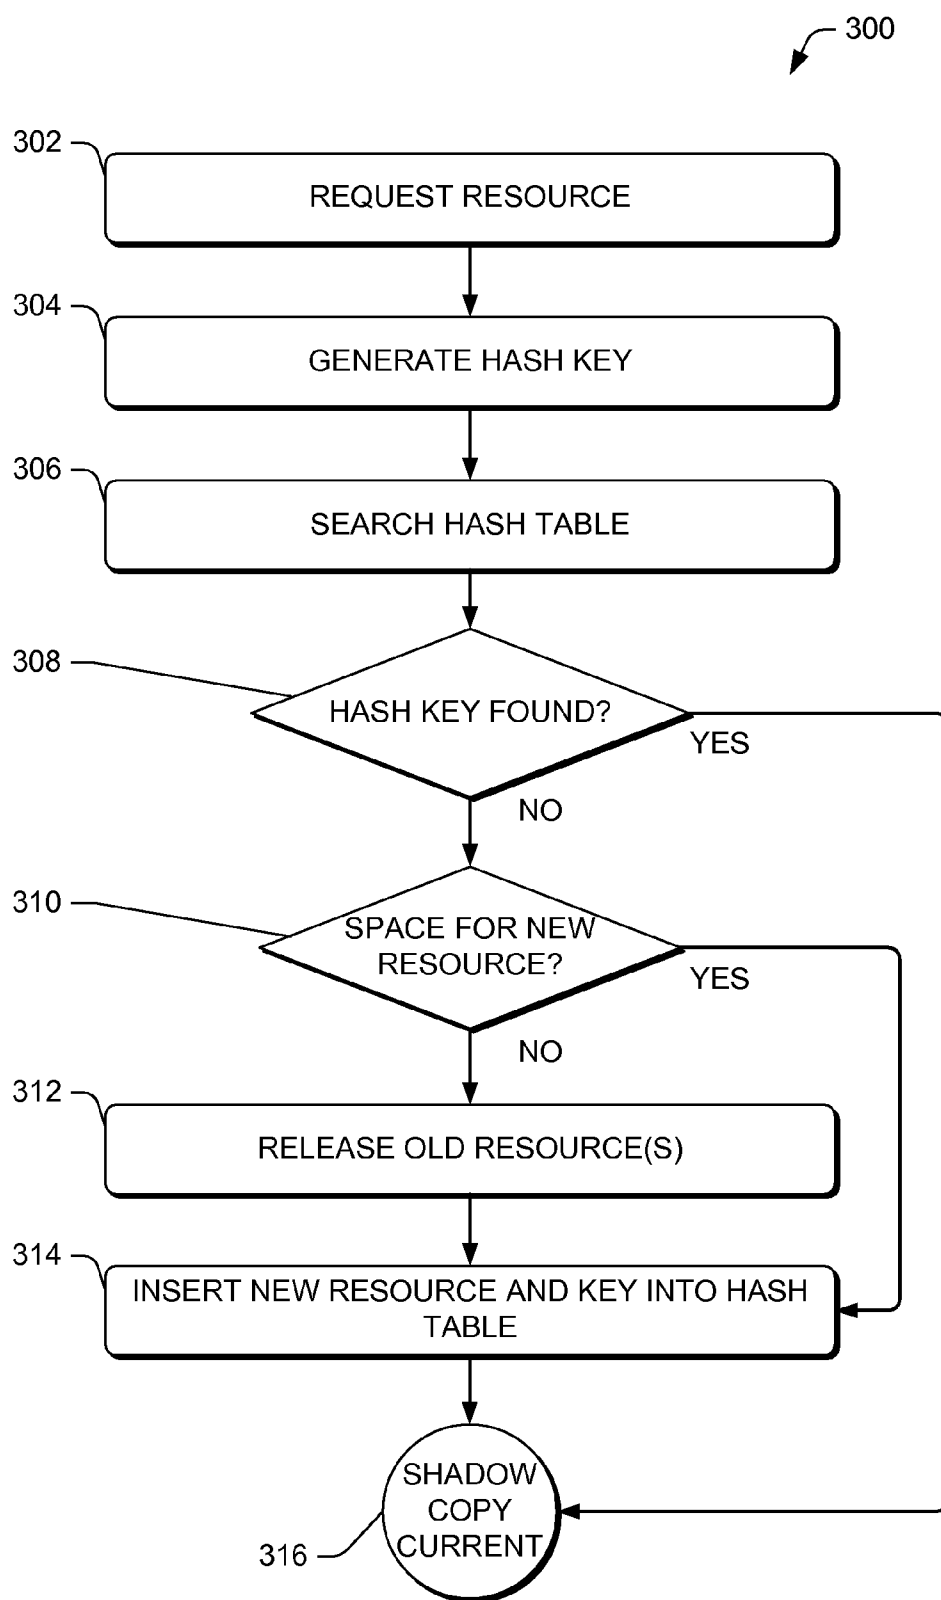 300
302
REQUEST RESOURCE
304
GENERATE HASH KEY
306
SEARCH HASH TABLE
308
HASH KEY FOUND?
YES
NO
310
SPACE FOR NEW
RESOURCE?
YES
NO
312
RELEASE OLD RESOURCE(S)
314
INSERT NEW RESOURCE AND KEY INTO HASH
TABLE
SHADOW
COPY
CURRENT
316